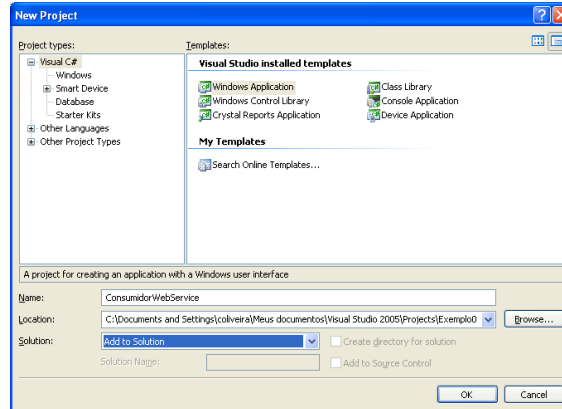 New Project
Project types:
Templates:
Visual C#
Windows
Smart Device
Database
Starter Kits
Other Languages
Other Project Types
Visual Studio installed templates
Windows Application
Class Library
Windows Control Library
Console Application
Crystal Reports Application
Device Application
My Templates
Search Online Templates...
A project for creating an application with a Windows user interface
Name:
ConsumidorWebService
Location:
C:\Documents and Settings\coliveira\Meus documentos\Visual Studio 2005\Projects\Exemplo0
Browse...
Solution:
Add to Solution
Create directory for solution
Solution Name:
Add to Source Control
OK
Cancel